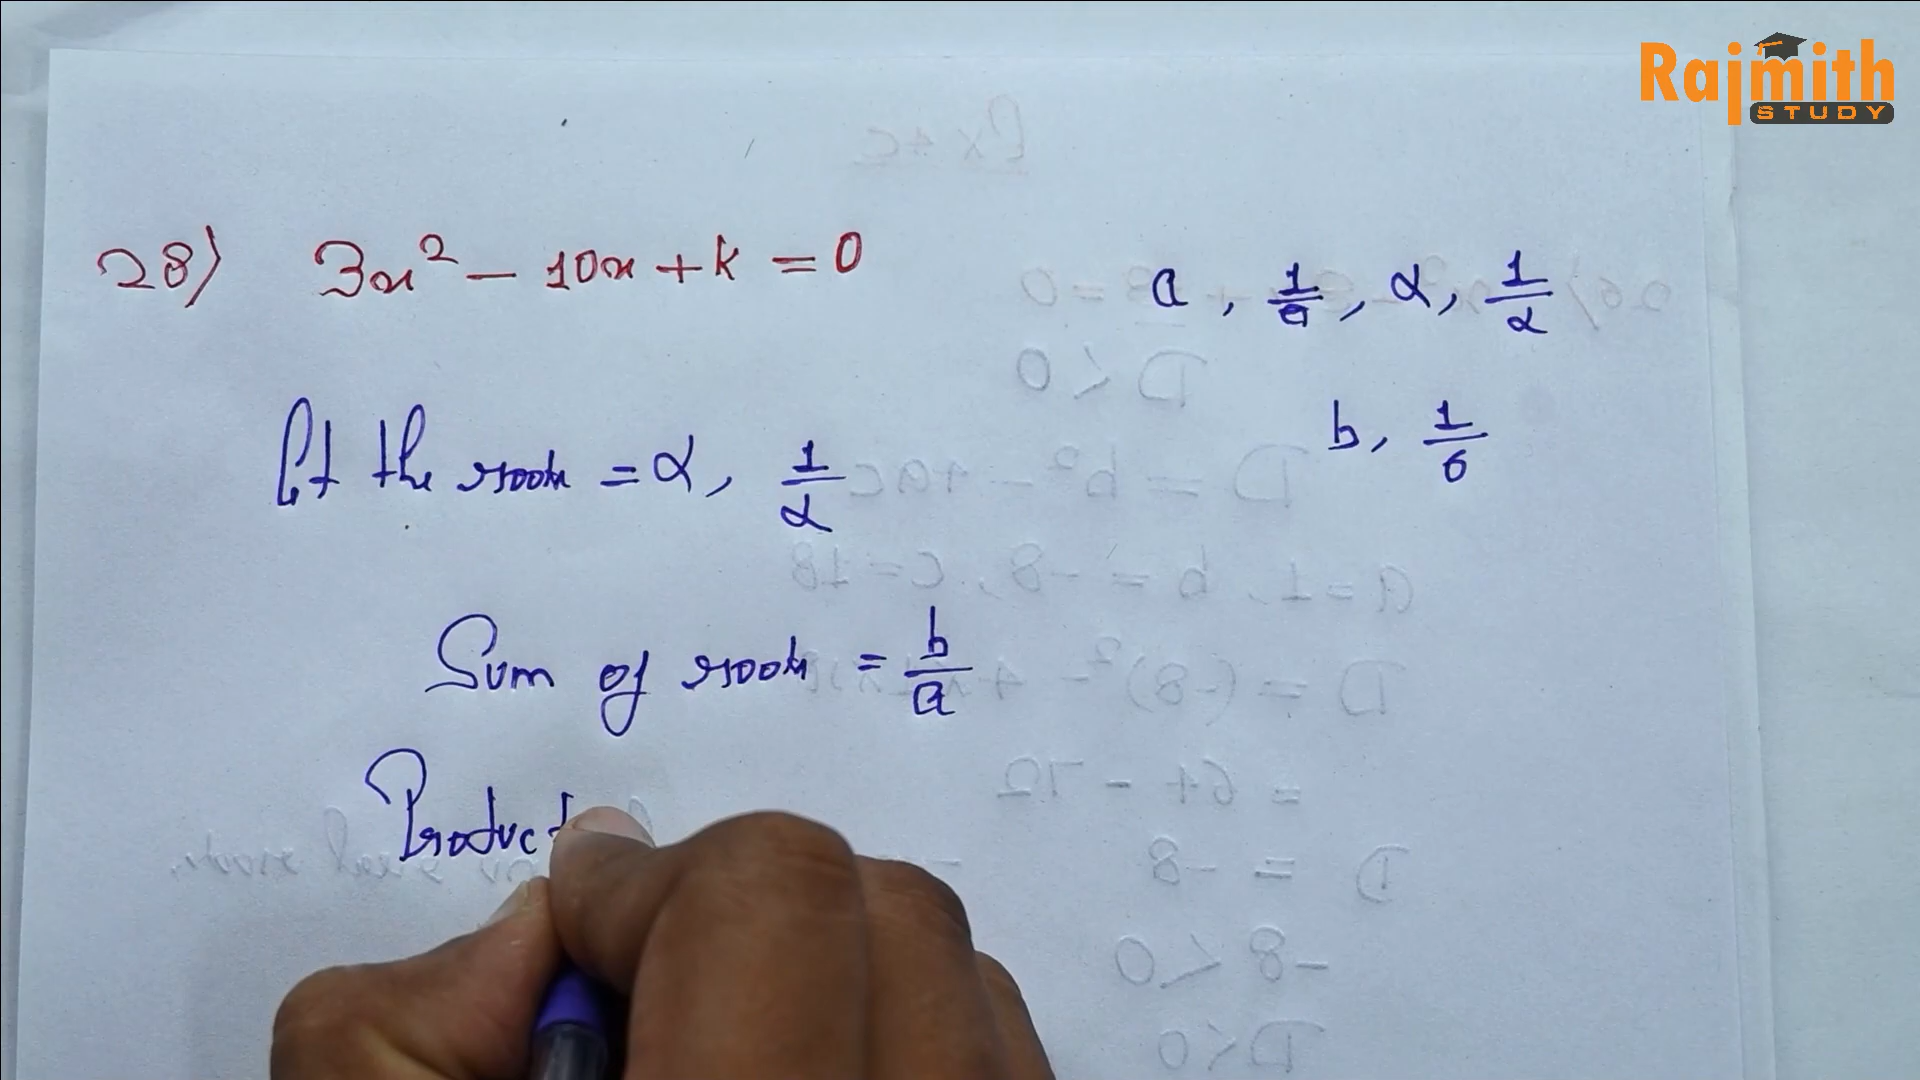 Rajmith
STUDY
28) 3x² - 10x + k = 0
a, 1/a, α, 1/α
Let the roots = α, 1/α
b, 1/b
Sum of roots = b/a
Product